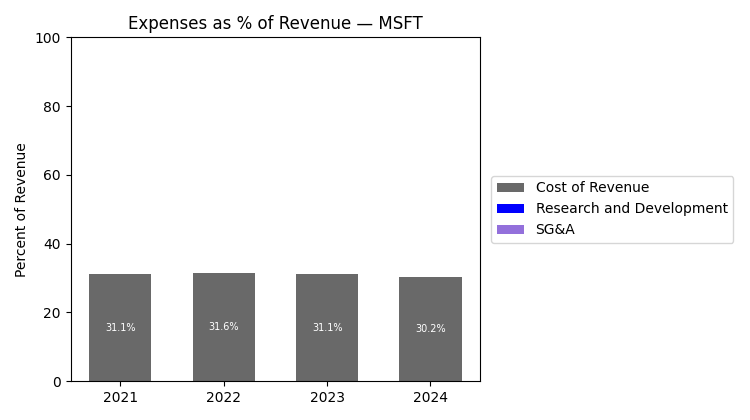 Expenses as % of Revenue — MSFT
Percent of Revenue
100
80
60
40
20
0
31.1%
31.6%
31.1%
30.2%
2021
2022
2023
2024
Cost of Revenue
Research and Development
SG&A